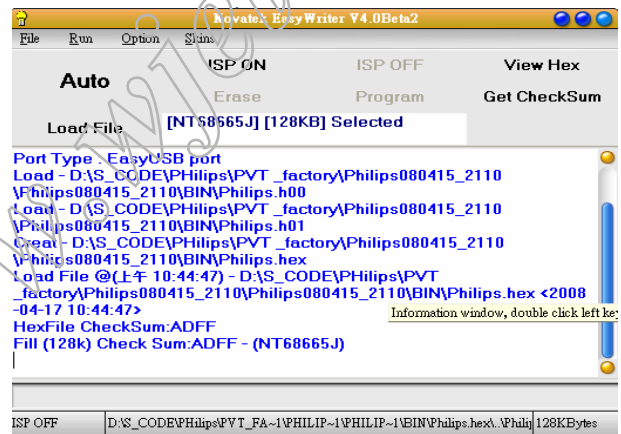 Novatek EasyWriter V4.0Beta2
File Run Option Skins
Auto
ISP ON ISP OFF View Hex
Erase Program Get CheckSum
Load File [NT68665J] [128KB] Selected
Port Type : EasyUSB port
Load - D:\S_CODE\PHilips\PVT _factory\Philips080415_2110
\Philips080415_2110\BIN\Philips.h00
Load - D:\S_CODE\PHilips\PVT _factory\Philips080415_2110
\Philips080415_2110\BIN\Philips.h01
Creat - D:\S_CODE\PHilips\PVT _factory\Philips080415_2110
\Philips080415_2110\BIN\Philips.hex
Load File @(上午 10:44:47) - D:\S_CODE\PHilips\PVT
_factory\Philips080415_2110\Philips080415_2110\BIN\Philips.hex <2008
-04-17 10:44:47>
Information window, double click left key
HexFile CheckSum:ADFF
Fill (128k) Check Sum:ADFF - (NT68665J)
ISP OFF D:\S_CODE\PHilips\PVT_FA~1\PHILIP~1\PHILIP~1\BIN\Philips.hex\..\Philij 128KBytes